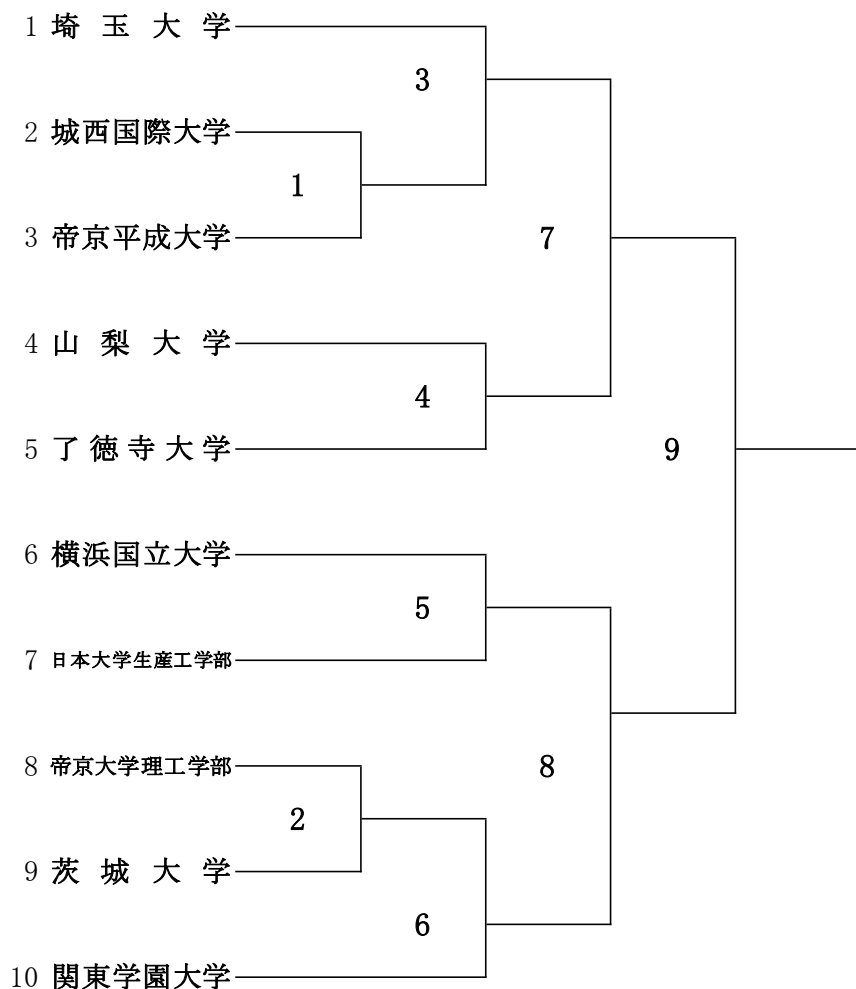 1 埼玉大学
3
2 城西国際大学
1
3 帝京平成大学
7
4 山梨大学
4
5 了徳寺大学
9
6 横浜国立大学
5
7 日本大学生産工学部
8 帝京大学理工学部
8
2
9 茨城大学
6
10 関東学園大学